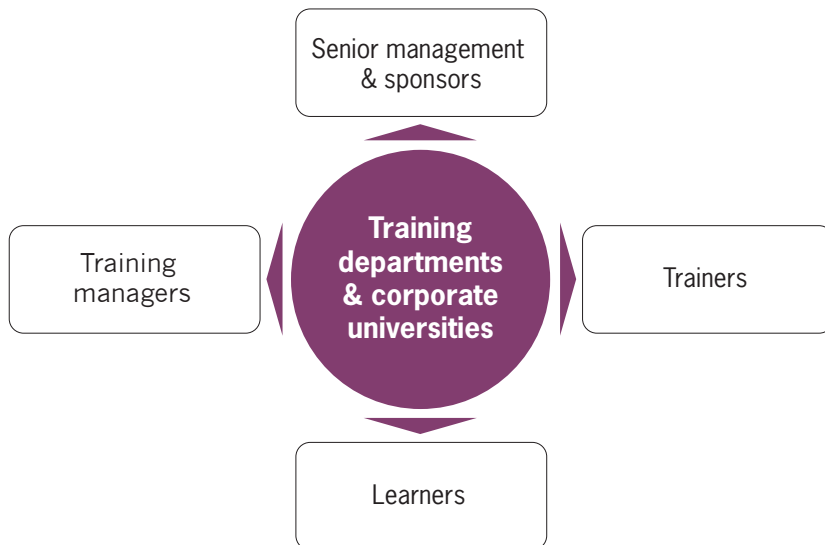 Senior management
& sponsors
Training
managers
Training
departments
& corporate
universities
Trainers
Learners